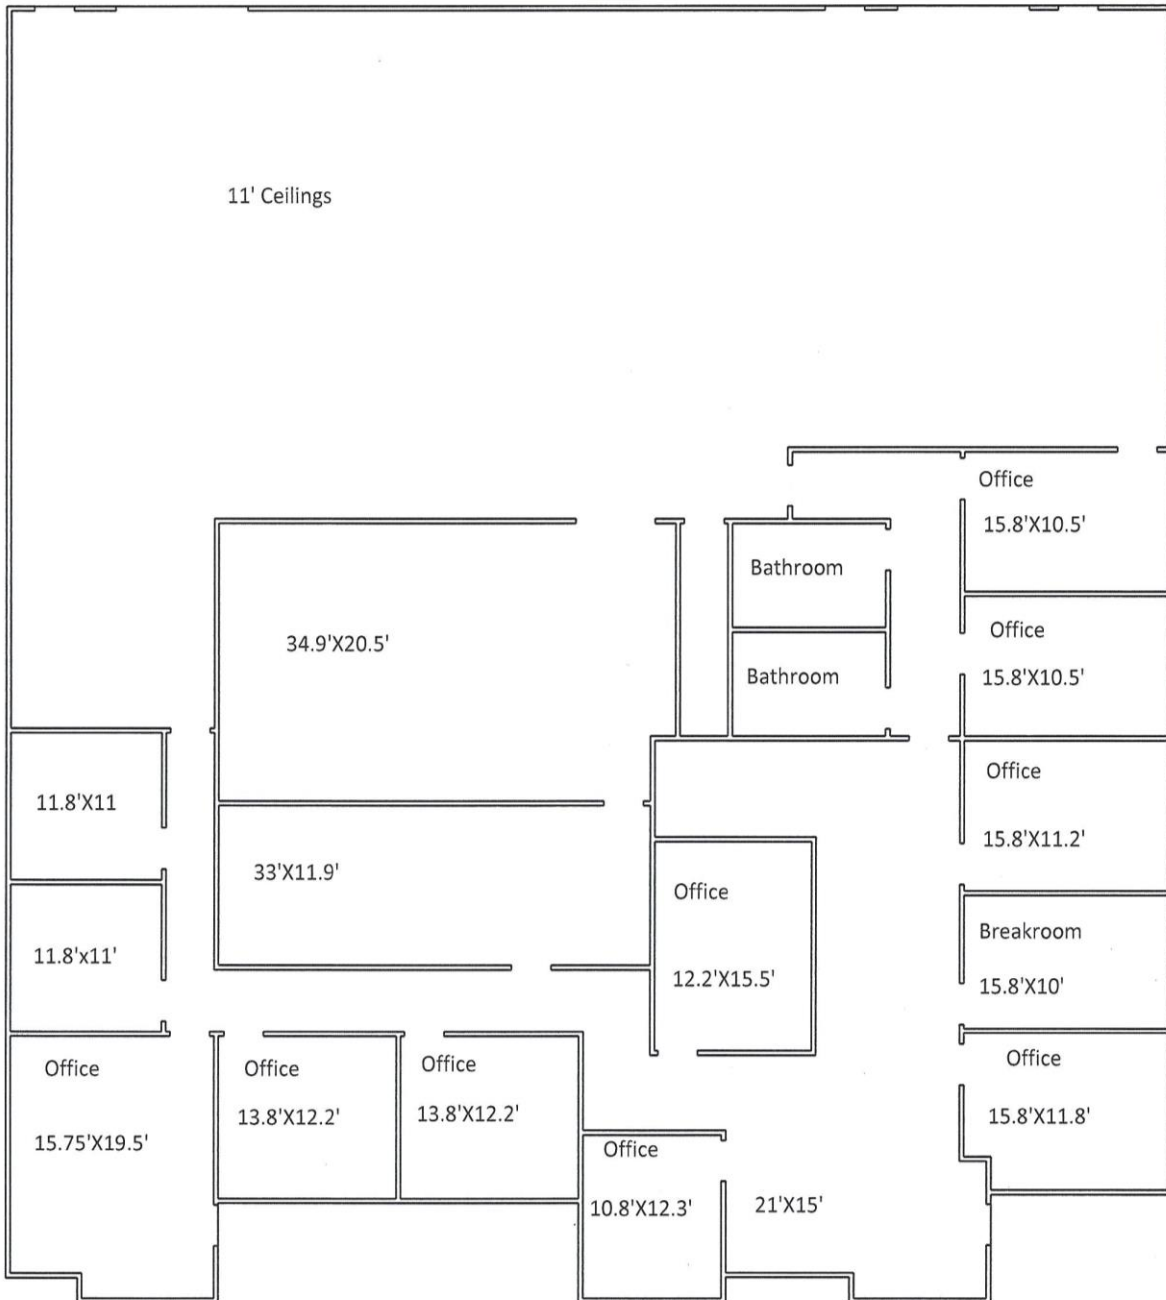 11' Ceilings
Office
15.8'X10.5'
Bathroom
34.9'X20.5'
Office
15.8'X10.5'
Bathroom
Office
15.8'X11.2'
11.8'X11
33'X11.9'
Office
12.2'X15.5'
Breakroom
15.8'X10'
11.8'x11'
Office
15.75'X19.5'
Office
13.8'X12.2'
Office
13.8'X12.2'
Office
15.8'X11.8'
Office
10.8'X12.3'
21'X15'